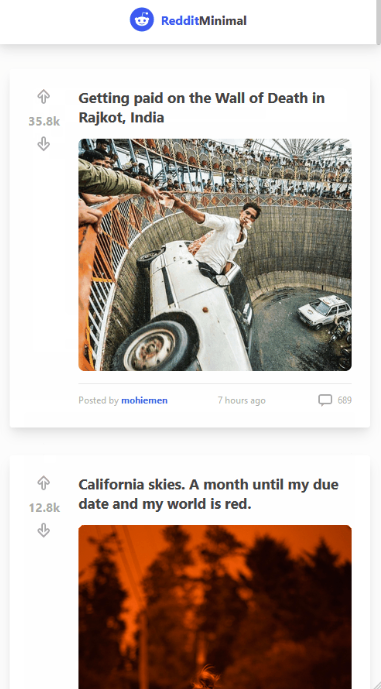 RedditMinimal
35.8k
Getting paid on the Wall of Death in
Rajkot, India
Posted by mohiemen
7 hours ago
689
12.8k
California skies. A month until my due
date and my world is red.